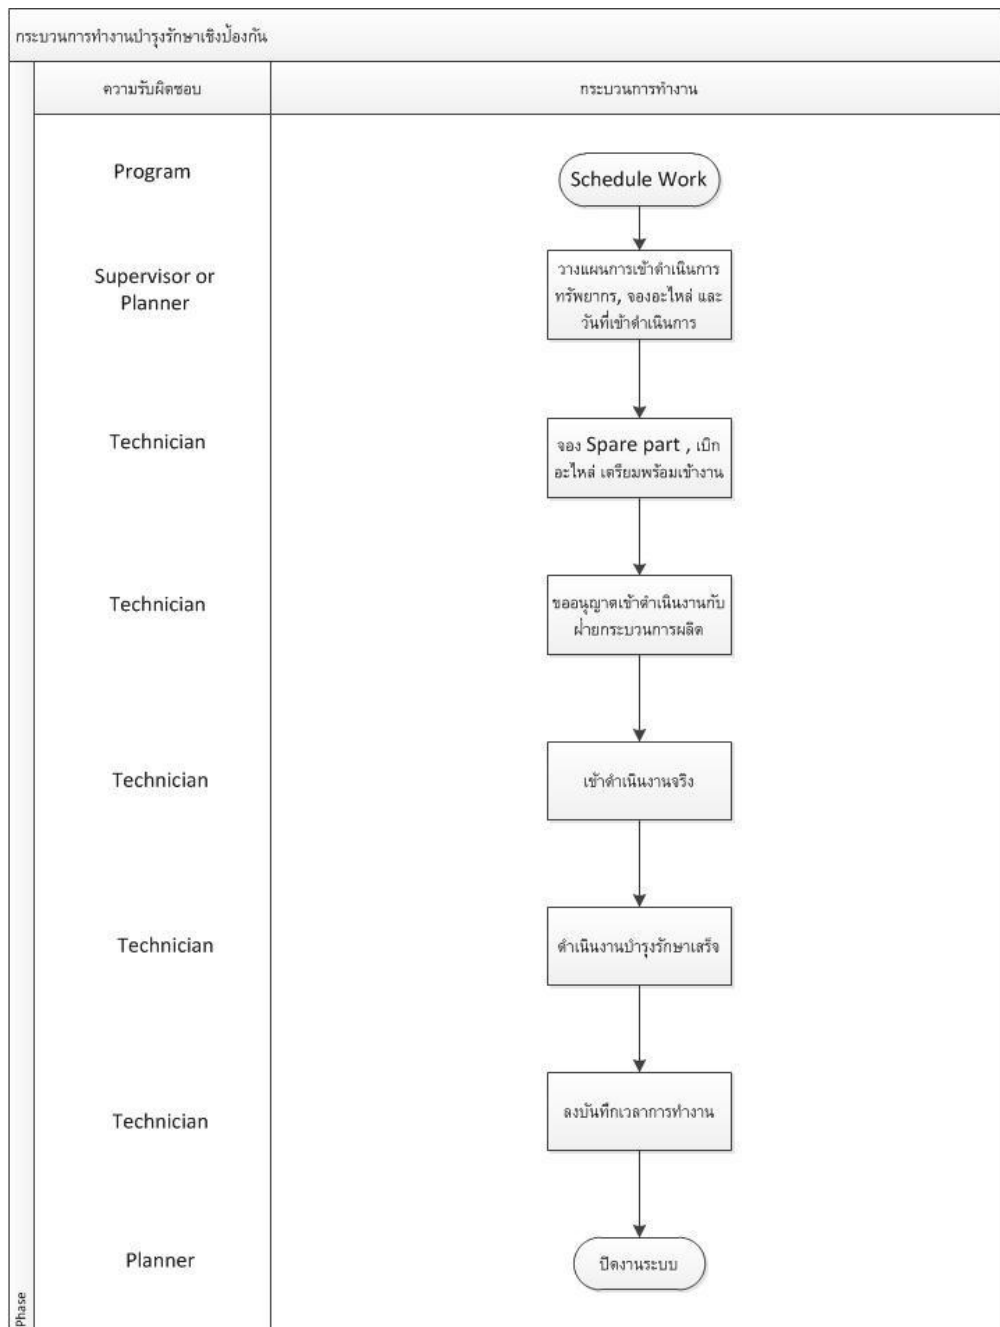 กระบวนการทำงานบำรุงรักษาเชิงป้องกัน
ความรับผิดชอบ
กระบวนการทำงาน
Program
Schedule Work
Supervisor or
Planner
วางแผนการเข้าดำเนินการ
ทรัพยากร, จองอะไหล่ และ
วันที่เข้าดำเนินการ
Technician
จอง Spare part , เบิก
อะไหล่ เตรียมพร้อมเข้างาน
Technician
ขออนุญาตเข้าดำเนินงานกับ
ฝ่ายกระบวนการผลิต
Technician
เข้าดำเนินงานจริง
Technician
ดำเนินงานบำรุงรักษาเสร็จ
Technician
ลงบันทึกเวลาการทำงาน
Planner
ปิดงานระบบ
Phase